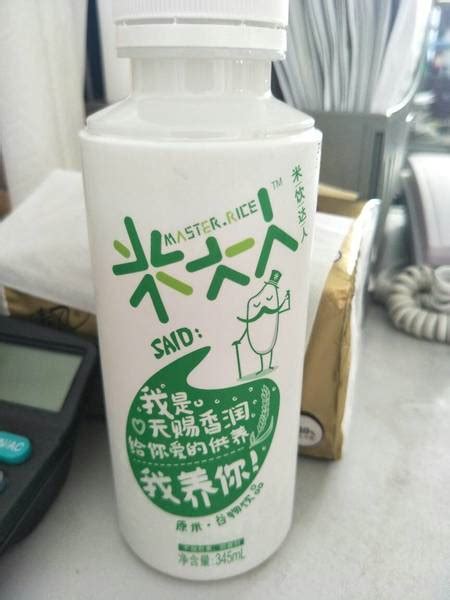 米饮达人
MASTER.RICE
TM
米大人
SAID:
我是
天赐香润
给你爱的供养
我养你!
原米·谷物饮品
净含量:345mL
AC